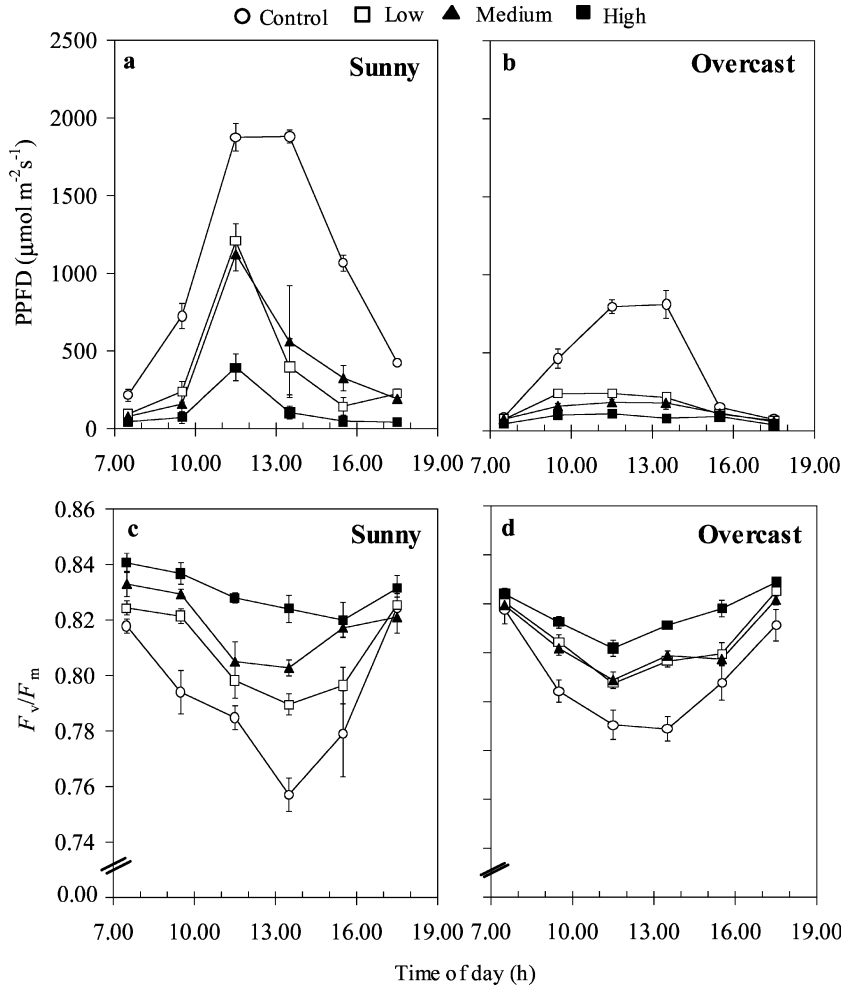 Control Low Medium High
a Sunny b Overcast
PPFD (µmol m⁻²s⁻¹)
2500
2000
1500
1000
500
0
7.00 10.00 13.00 16.00 19.00 7.00 10.00 13.00 16.00 19.00
c Sunny d Overcast
Fv/Fm
0.86
0.84
0.82
0.80
0.78
0.76
0.74
0.00
7.00 10.00 13.00 16.00 19.00 7.00 10.00 13.00 16.00 19.00
Time of day (h)